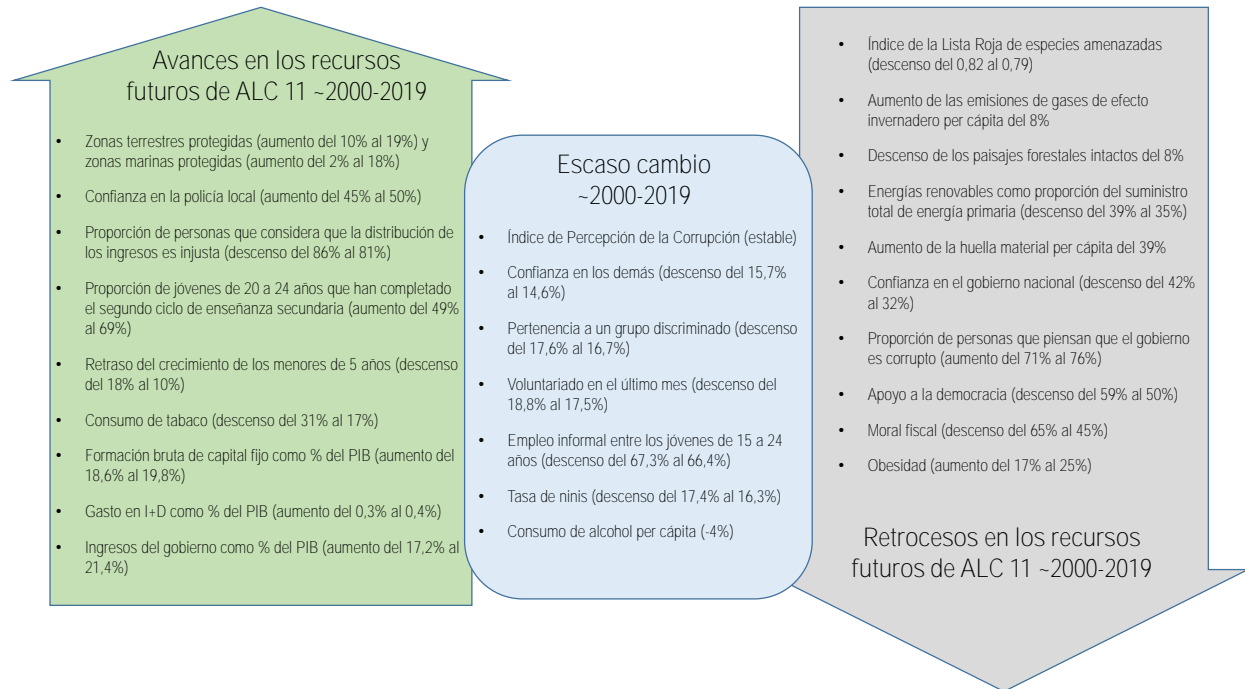 Avances en los recursos
futuros de ALC 11 ~2000-2019
• Zonas terrestres protegidas (aumento del 10% al 19%) y
zonas marinas protegidas (aumento del 2% al 18%)
• Confianza en la policía local (aumento del 45% al 50%)
• Proporción de personas que considera que la distribución de
los ingresos es injusta (descenso del 86% al 81%)
• Proporción de jóvenes de 20 a 24 años que han completado
el segundo ciclo de enseñanza secundaria (aumento del 49%
al 69%)
• Retraso del crecimiento de los menores de 5 años (descenso
del 18% al 10%)
• Consumo de tabaco (descenso del 31% al 17%)
• Formación bruta de capital fijo como % del PIB (aumento del
18,6% al 19,8%)
• Gasto en I+D como % del PIB (aumento del 0,3% al 0,4%)
• Ingresos del gobierno como % del PIB (aumento del 17,2% al
21,4%)
Escaso cambio
~2000-2019
• Índice de Percepción de la Corrupción (estable)
• Confianza en los demás (descenso del 15,7%
al 14,6%)
• Pertenencia a un grupo discriminado (descenso
del 17,6% al 16,7%)
• Voluntariado en el último mes (descenso del
18,8% al 17,5%)
• Empleo informal entre los jóvenes de 15 a 24
años (descenso del 67,3% al 66,4%)
• Tasa de ninis (descenso del 17,4% al 16,3%)
• Consumo de alcohol per cápita (-4%)
• Índice de la Lista Roja de especies amenazadas
(descenso del 0,82 al 0,79)
• Aumento de las emisiones de gases de efecto
invernadero per cápita del 8%
• Descenso de los paisajes forestales intactos del 8%
• Energías renovables como proporción del suministro
total de energía primaria (descenso del 39% al 35%)
• Aumento de la huella material per cápita del 39%
• Confianza en el gobierno nacional (descenso del 42%
al 32%)
• Proporción de personas que piensan que el gobierno
es corrupto (aumento del 71% al 76%)
• Apoyo a la democracia (descenso del 59% al 50%)
• Moral fiscal (descenso del 65% al 45%)
• Obesidad (aumento del 17% al 25%)
Retrocesos en los recursos
futuros de ALC 11 ~2000-2019